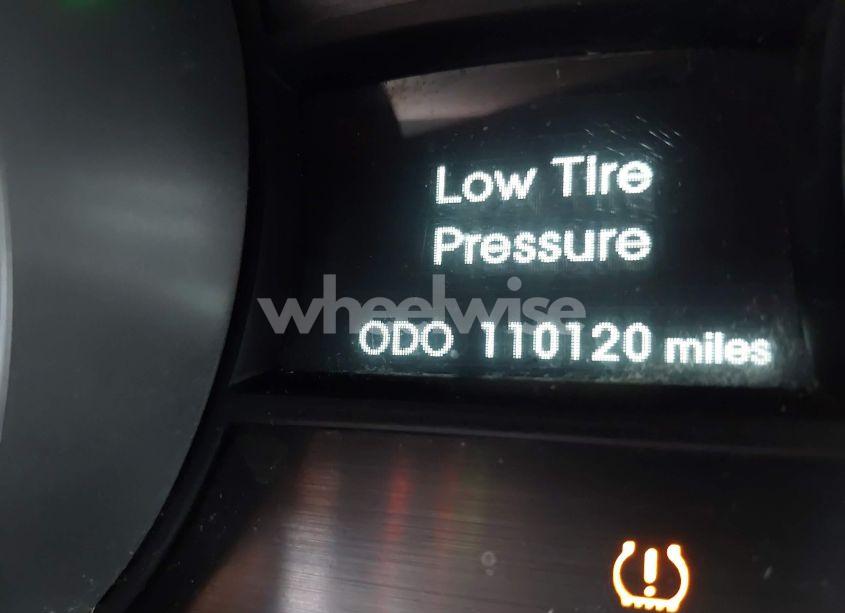 Low Tire
Pressure
wheelwise
ODO 110120 miles